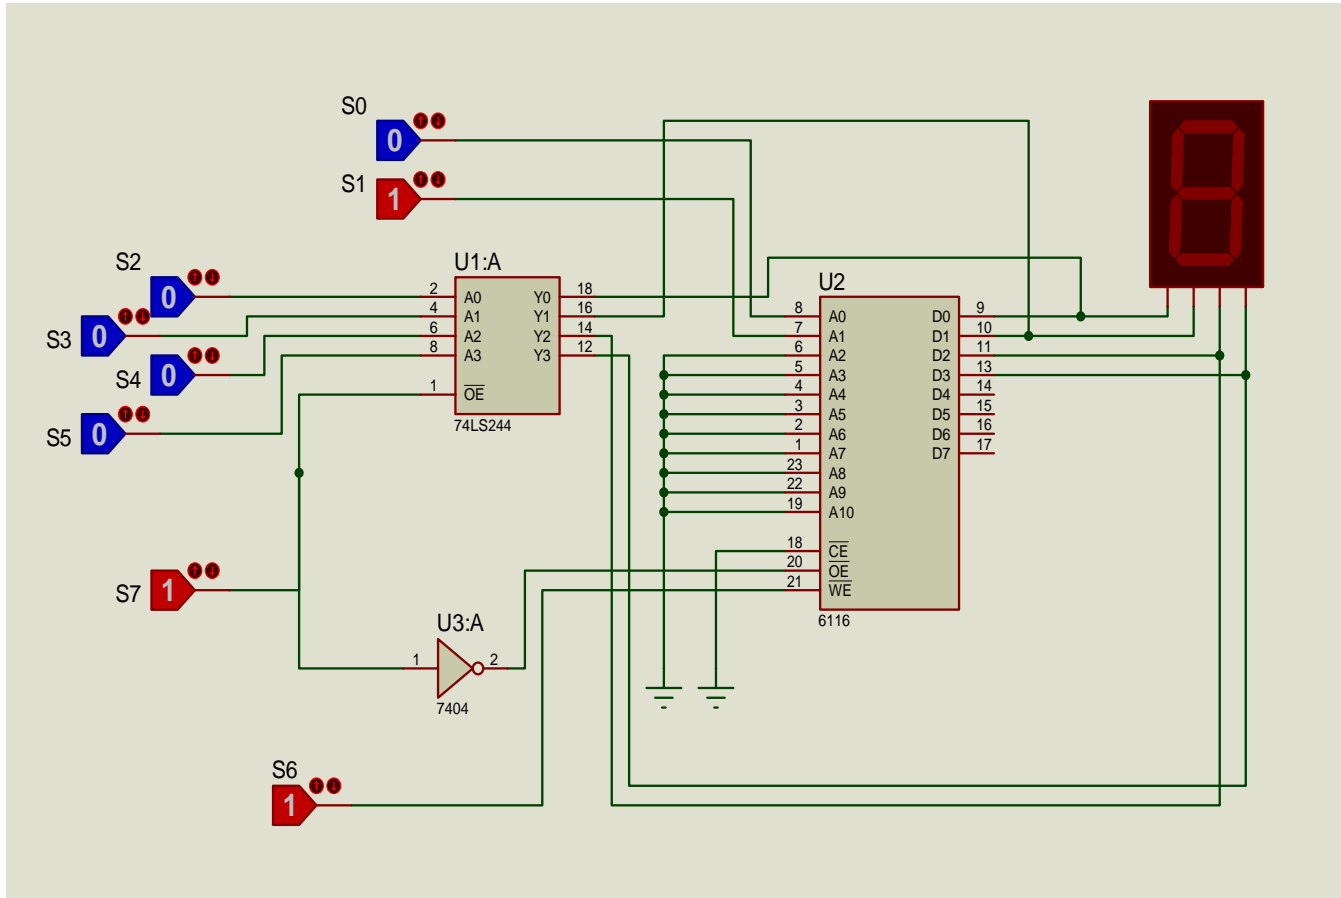 S0
0
S1
1
S2
0
S3
0
S4
0
S5
0
U1:A
2 A0 Y0 18
4 A1 Y1 16
6 A2 Y2 14
8 A3 Y3 12
1 OE
74LS244
U2
8 A0 D0 9
7 A1 D1 10
6 A2 D2 11
5 A3 D3 13
4 A4 D4 14
3 A5 D5 15
2 A6 D6 16
1 A7 D7 17
23 A8
22 A9
19 A10
18 CE
20 OE
21 WE
6116
S7
1
U3:A
1 2
7404
S6
1